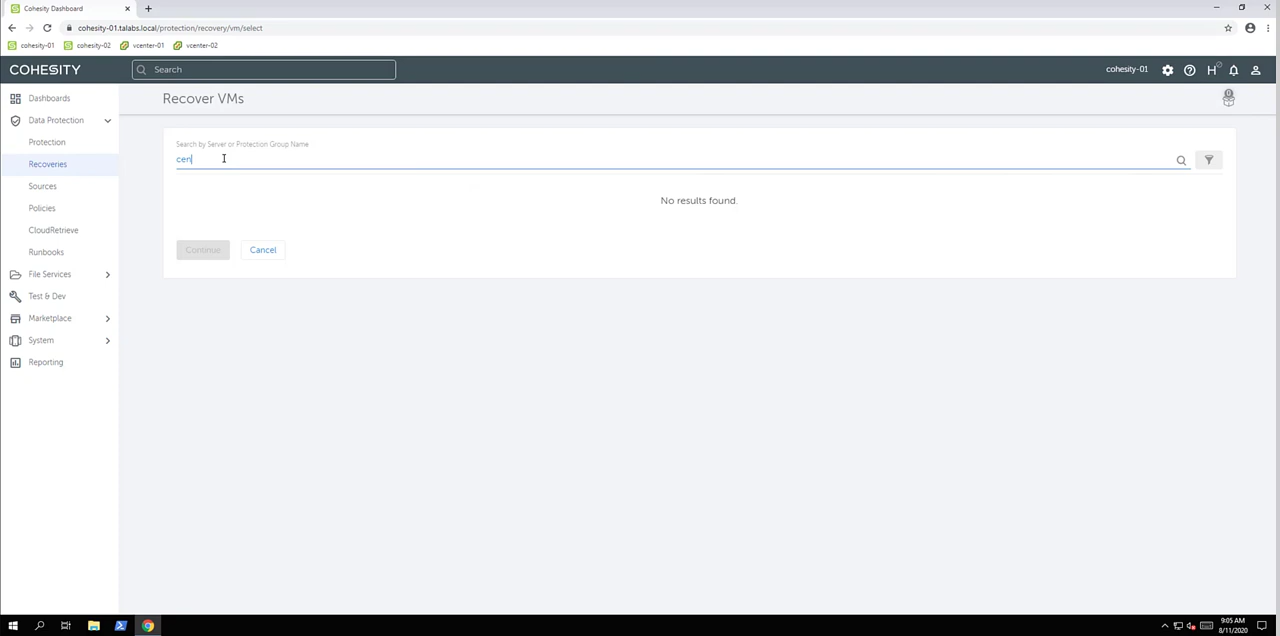 Cohesity Dashboard
cohesity-01.talabs.local/protection/recovery/vm/select
cohesity-01
cohesity-02
vcenter-01
vcenter-02
COHESITY
Search
cohesity-01
H
0
Recover VMs
Dashboards
Data Protection
Protection
Recoveries
Sources
Policies
CloudRetrieve
Runbooks
File Services
Test & Dev
Marketplace
System
Reporting
Search by Server or Protection Group Name
cen
No results found.
Continue
Cancel
9:05 AM
8/11/2020